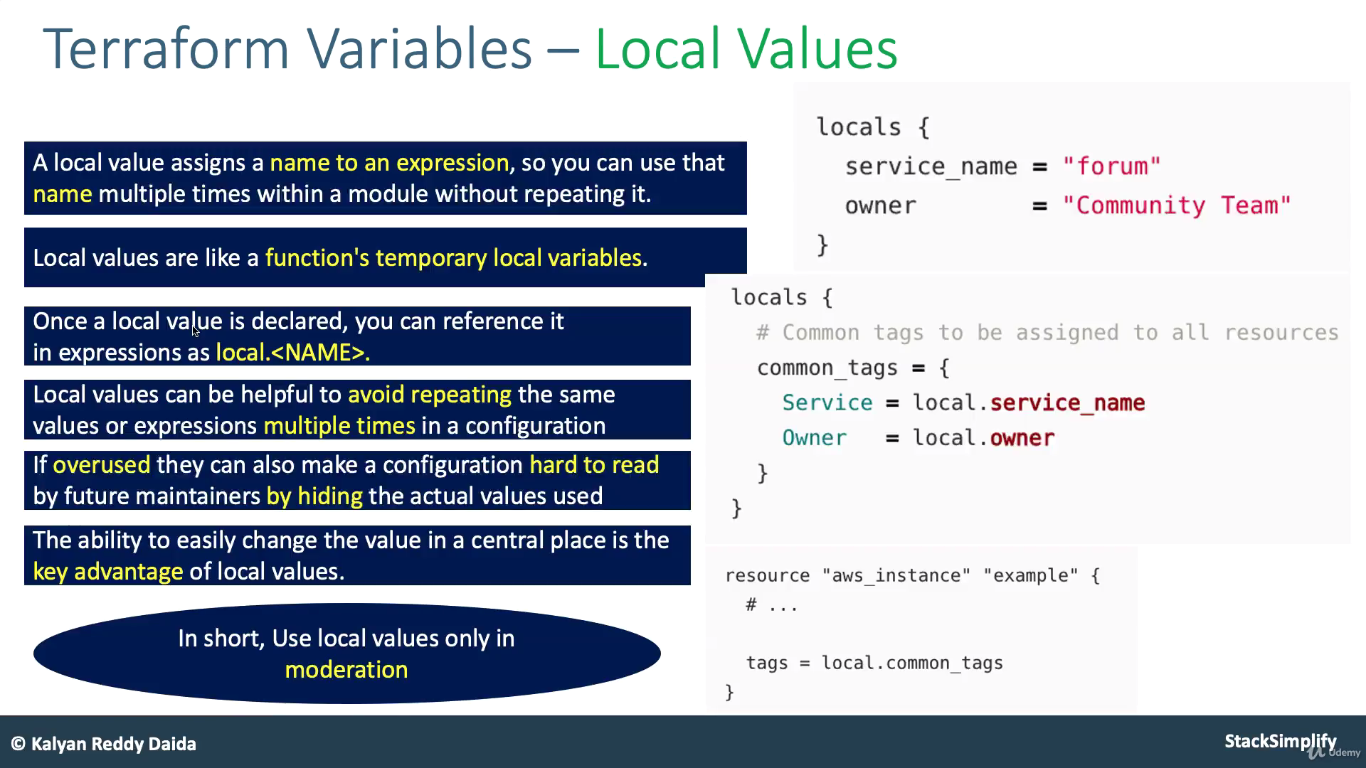 Terraform Variables – Local Values
A local value assigns a name to an expression, so you can use that
name multiple times within a module without repeating it.
Local values are like a function's temporary local variables.
Once a local value is declared, you can reference it
in expressions as local.<NAME>.
Local values can be helpful to avoid repeating the same
values or expressions multiple times in a configuration
If overused they can also make a configuration hard to read
by future maintainers by hiding the actual values used
The ability to easily change the value in a central place is the
key advantage of local values.
In short, Use local values only in
moderation
locals {
  service_name = "forum"
  owner        = "Community Team"
}
locals {
  # Common tags to be assigned to all resources
  common_tags = {
    Service = local.service_name
    Owner   = local.owner
  }
}
resource "aws_instance" "example" {
  # ...
  tags = local.common_tags
}
© Kalyan Reddy Daida
StackSimplify
Udemy